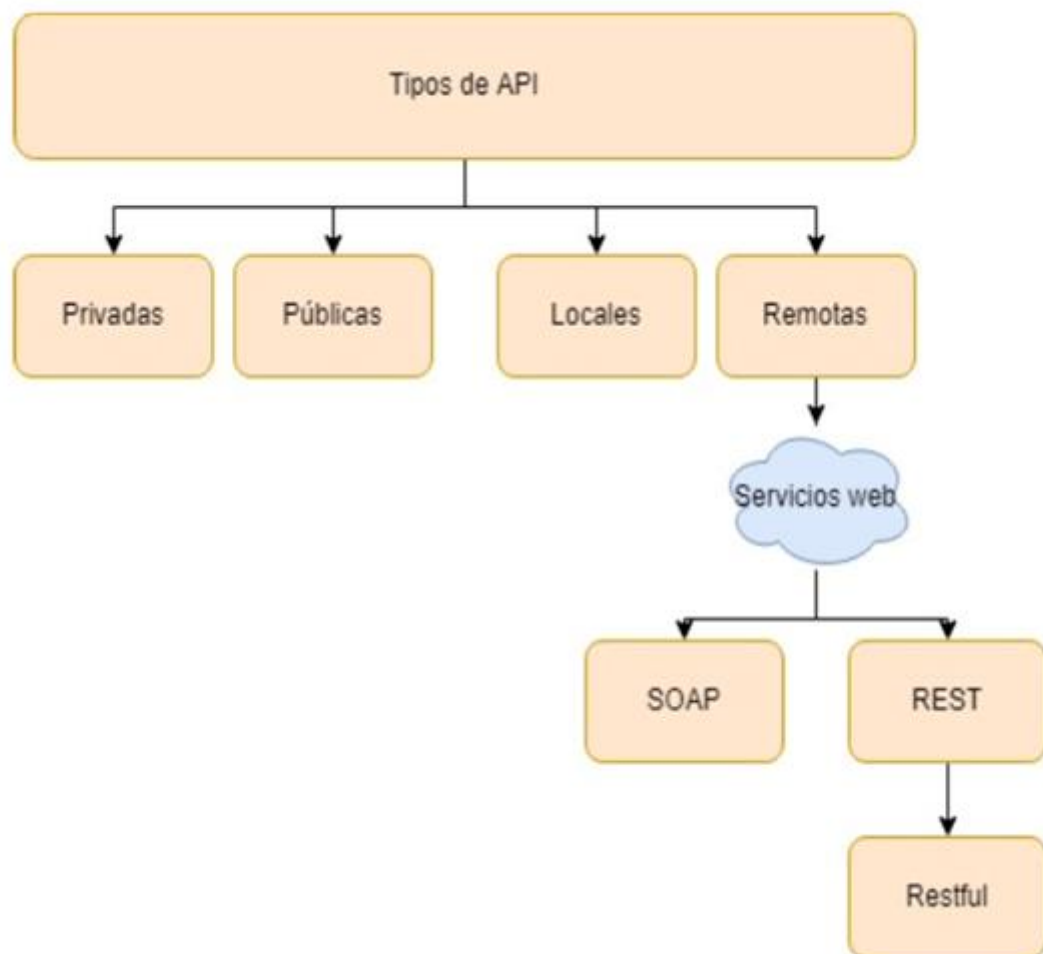 Tipos de API
Privadas
Públicas
Locales
Remotas
Servicios web
SOAP
REST
Restful